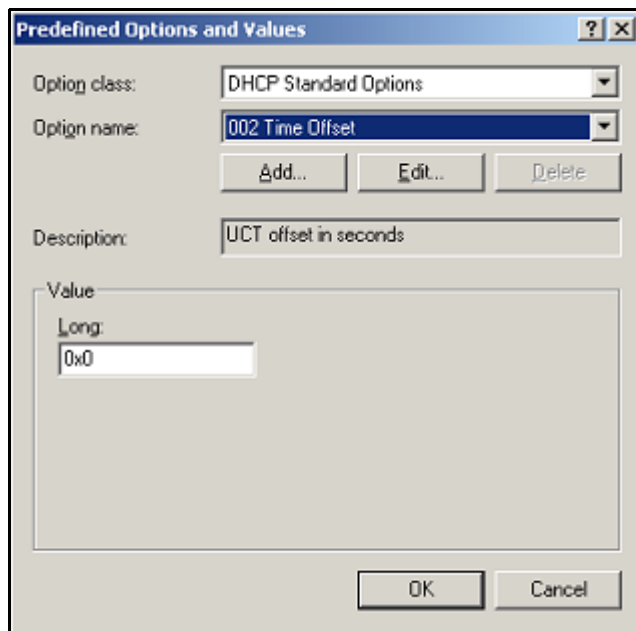 Predefined Options and Values
Option class: DHCP Standard Options
Option name: 002 Time Offset
Add... Edit... Delete
Description: UCT offset in seconds
Value
Long:
0x0
OK Cancel